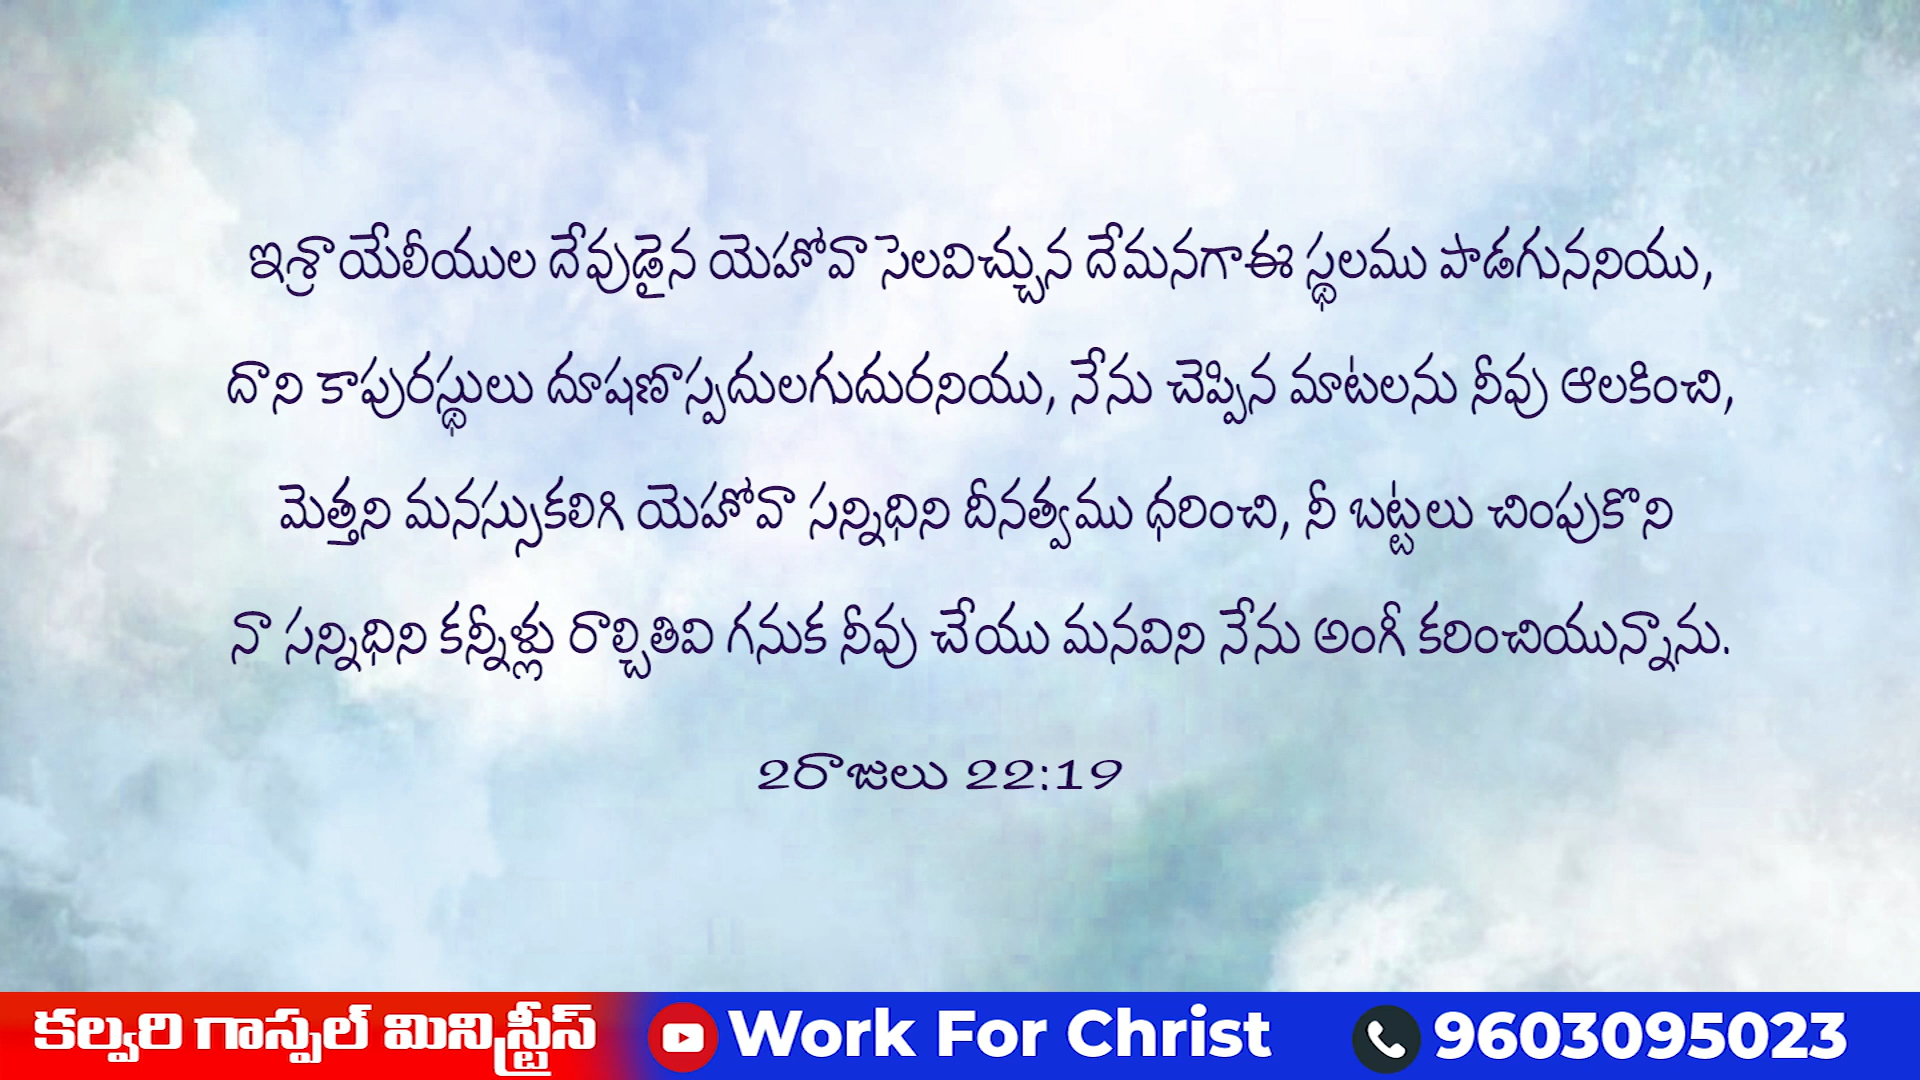 ఇశ్రాయేలీయుల దేవుడైన యెహోవా సెలవిచ్చున దేమనగాఈ స్థలము పాడగుననియు,
దాని కాపురస్థులు దూషణాస్పదులగుదురనియు, నేను చెప్పిన మాటలను నీవు ఆలకించి,
మెత్తని మనస్సుకలిగి యెహోవా సన్నిధిని దీనత్వము ధరించి, నీ బట్టలు చింపుకొని
నా సన్నిధిని కన్నీళ్లు రాల్చితివి గనుక నీవు చేయు మనవిని నేను అంగీ కరించియున్నాను.
2రాజులు 22:19
కల్వరి గాస్పల్ మినిస్ట్రీస్ Work For Christ 9603095023